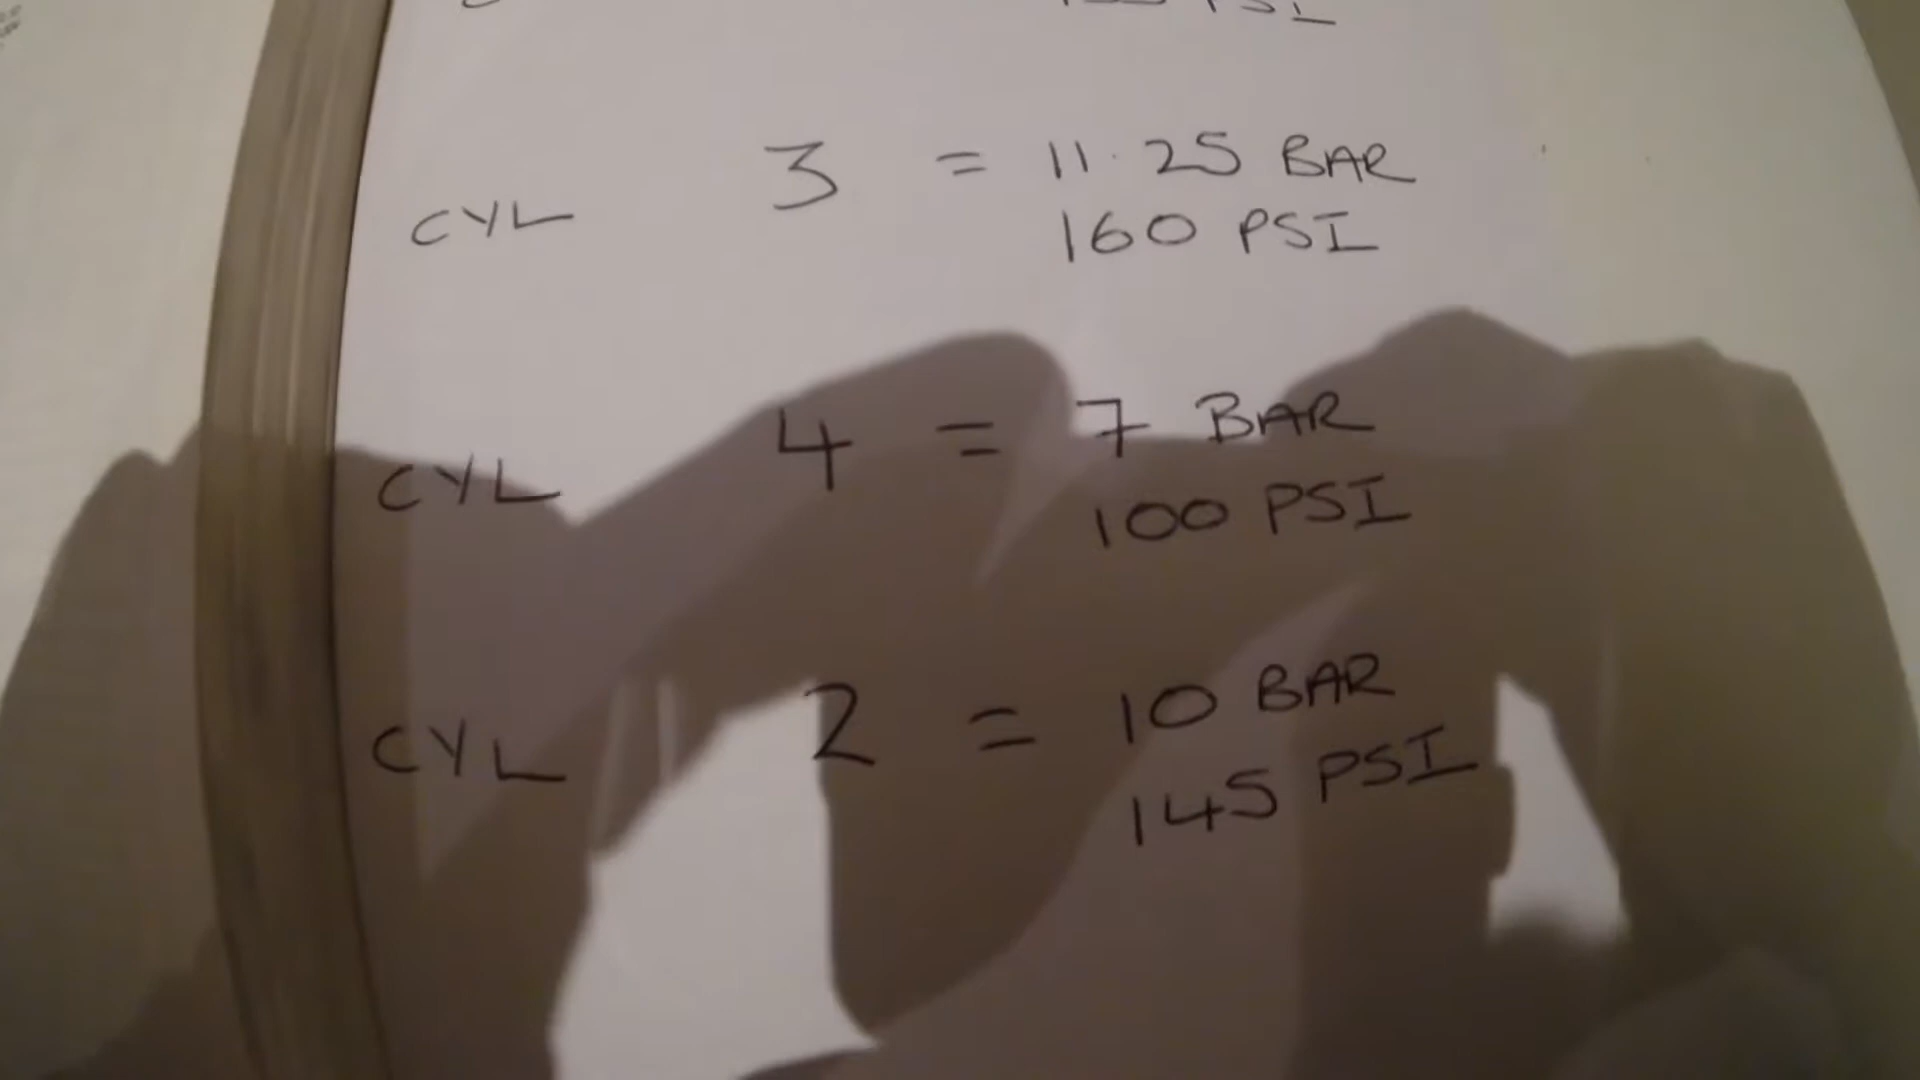 PSI
CYL 3 = 11.25 BAR
160 PSI
CYL 4 = 7 BAR
100 PSI
CYL 2 = 10 BAR
145 PSI